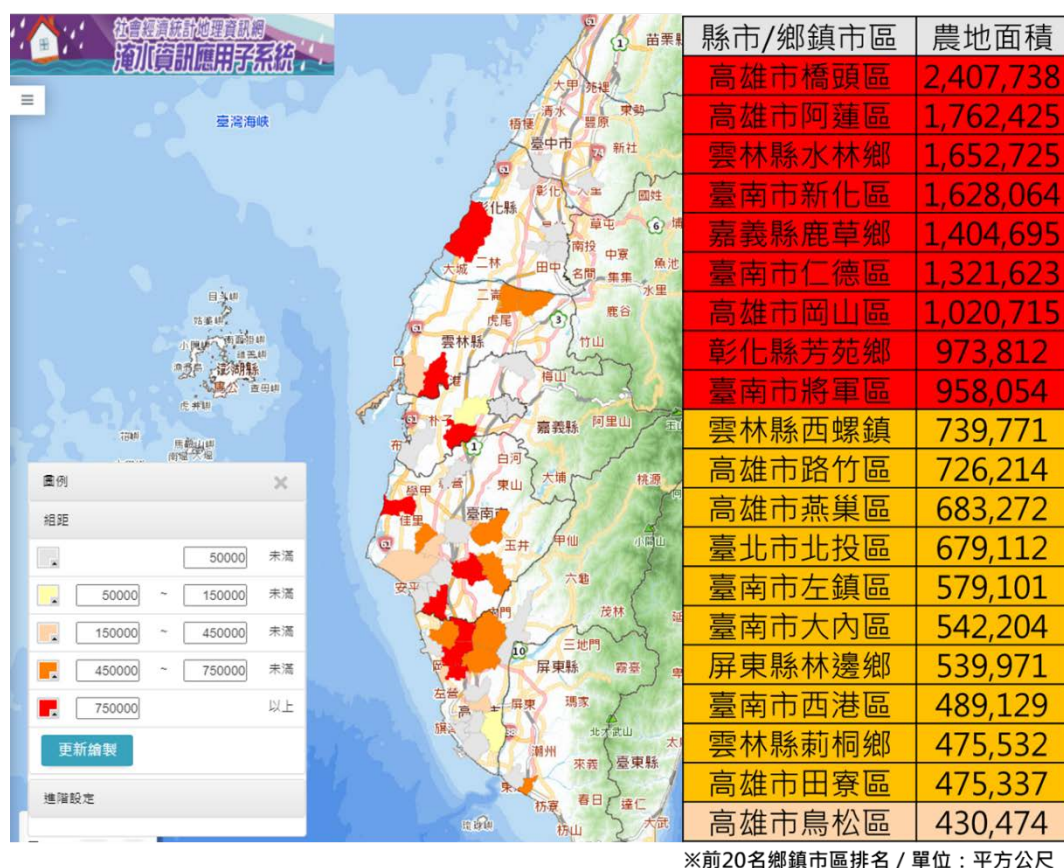 社會經濟統計地理資訊網
淹水資訊應用子系統
臺灣海峽
苗栗縣
大甲
苑裡
清水
豐原
東勢
梧棲
臺中市
新社
彰化
國姓
草屯
南投
中寮
魚池
大城
二林
田中
名間
集集
水里
虎尾
鹿谷
雲林縣
竹山
梅山
朴子
嘉義縣
阿里山
白河
大埔
桃源
學甲
東山
佳里
玉井
甲仙
安平
六龜
茂林
三地門
屏東縣
霧臺
左營
屏東
瑪家
北大武山
潮州
來義
臺東縣
枋寮
春日
達仁
枋山
大武
澎湖縣
虎井嶼
花嶼
圖例
組距
50000 未滿
50000 ~ 150000 未滿
150000 ~ 450000 未滿
450000 ~ 750000 未滿
750000 以上
更新繪製
進階設定
縣市/鄉鎮市區 農地面積
高雄市橋頭區 2,407,738
高雄市阿蓮區 1,762,425
雲林縣水林鄉 1,652,725
臺南市新化區 1,628,064
嘉義縣鹿草鄉 1,404,695
臺南市仁德區 1,321,623
高雄市岡山區 1,020,715
彰化縣芳苑鄉 973,812
臺南市將軍區 958,054
雲林縣西螺鎮 739,771
高雄市路竹區 726,214
高雄市燕巢區 683,272
臺北市北投區 679,112
臺南市左鎮區 579,101
臺南市大內區 542,204
屏東縣林邊鄉 539,971
臺南市西港區 489,129
雲林縣莿桐鄉 475,532
高雄市田寮區 475,337
高雄市鳥松區 430,474
※前20名鄉鎮市區排名 / 單位：平方公尺